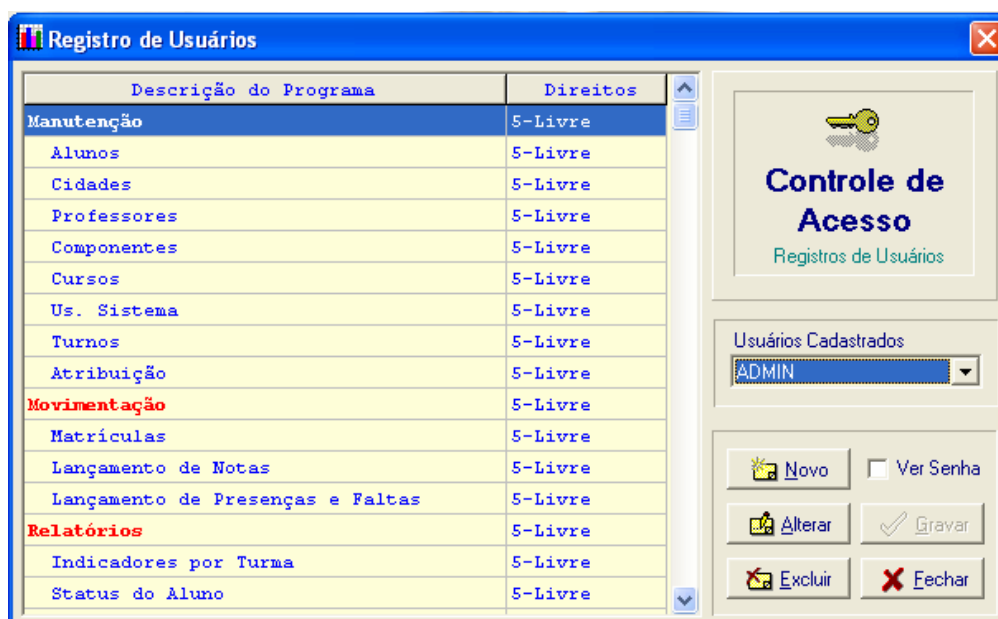 Registro de Usuários
Descrição do Programa Direitos
Manutenção 5-Livre
Alunos 5-Livre
Cidades 5-Livre
Professores 5-Livre
Componentes 5-Livre
Cursos 5-Livre
Us. Sistema 5-Livre
Turnos 5-Livre
Atribuição 5-Livre
Movimentação 5-Livre
Matrículas 5-Livre
Lançamento de Notas 5-Livre
Lançamento de Presenças e Faltas 5-Livre
Relatórios 5-Livre
Indicadores por Turma 5-Livre
Status do Aluno 5-Livre
Controle de
Acesso
Registros de Usuários
Usuários Cadastrados
ADMIN
Novo Ver Senha
Alterar Gravar
Excluir Fechar